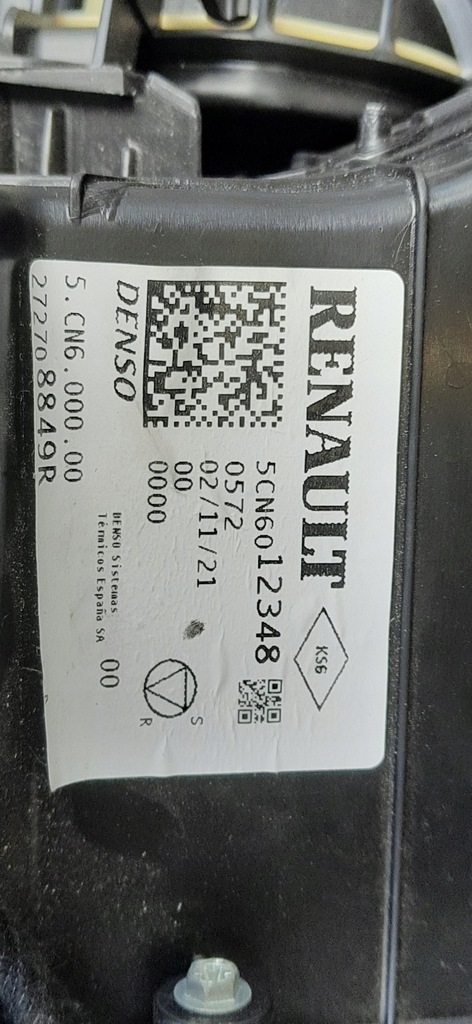 RENAULT
KS6
5CN6012348
0572
02/11/21
00
0000
S
R
DENSO
DENSO Sistemas
Térmicos España SA
00
5.CN6.000.00
272708849R